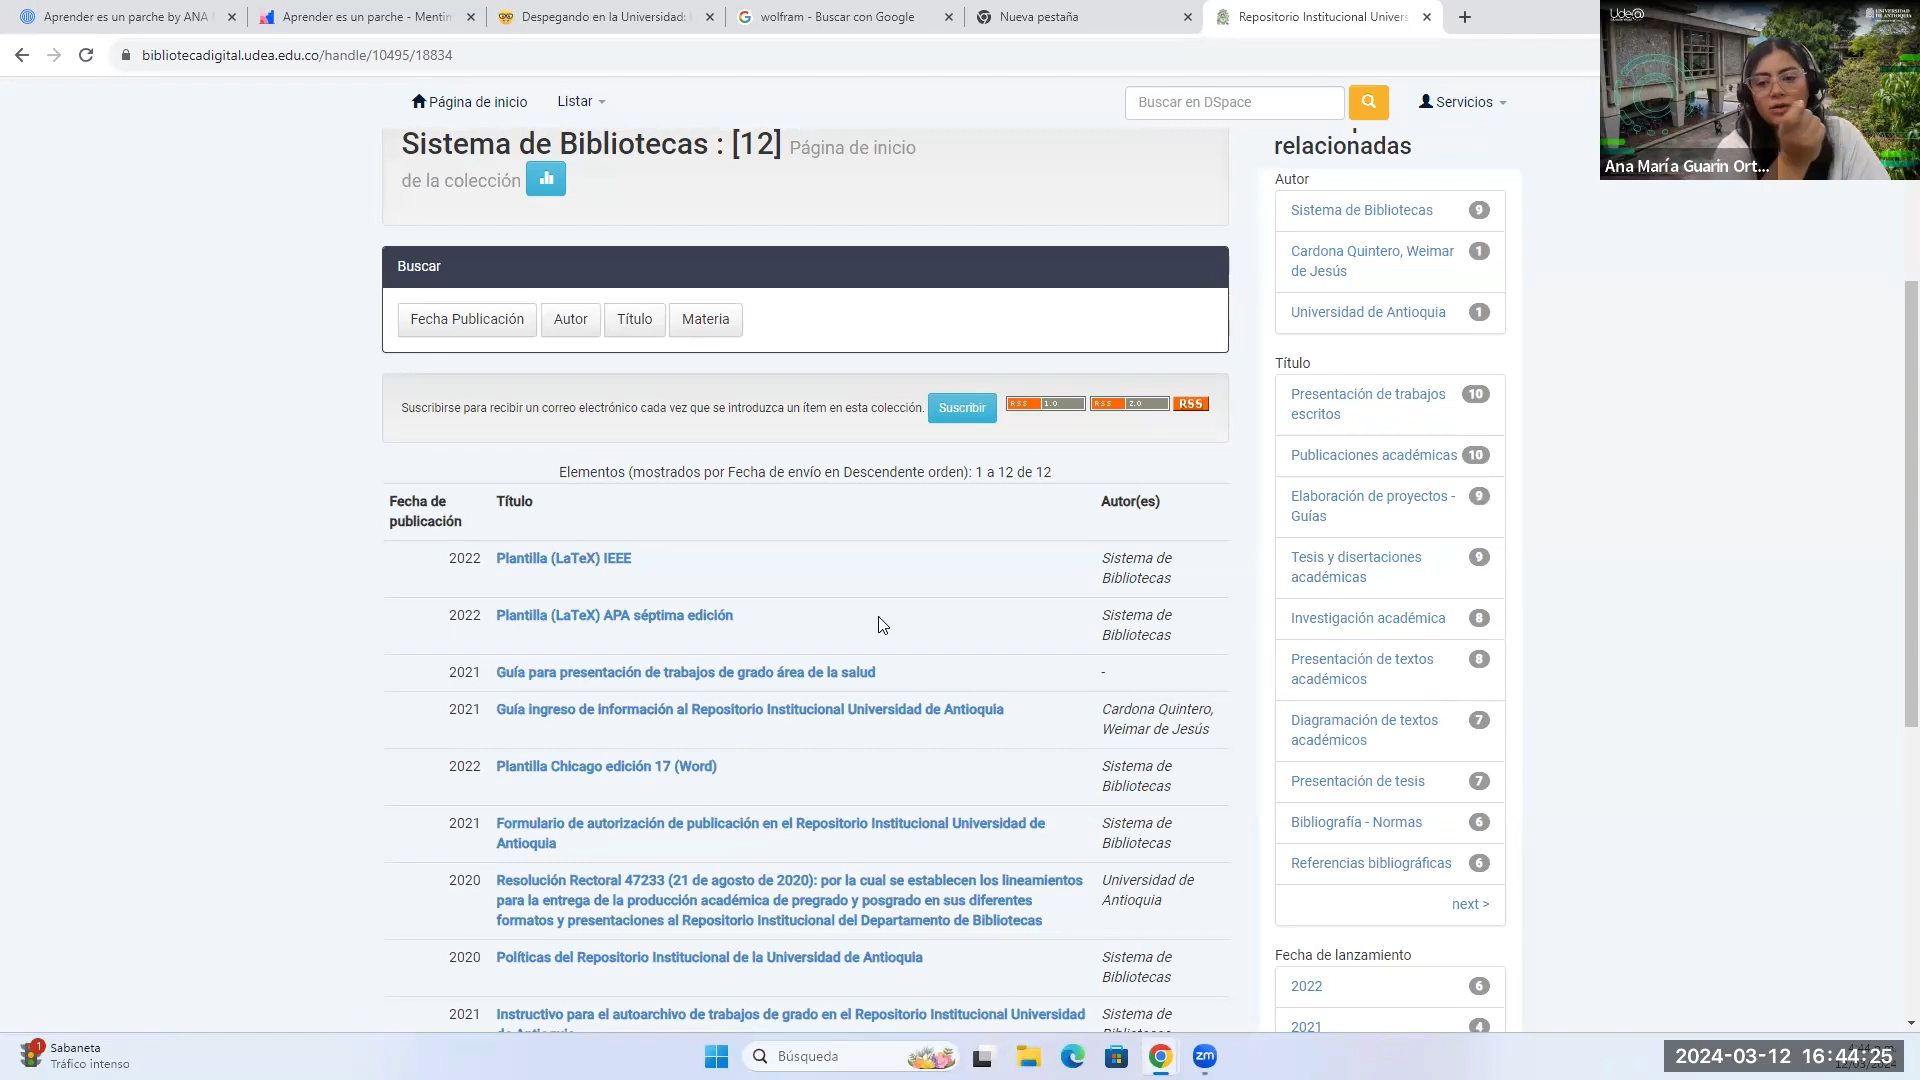 Aprender es un parche by ANA
Aprender es un parche - Mentin
Despegando en la Universidad:
wolfram - Buscar con Google
Nueva pestaña
Repositorio Institucional Univers
bibliotecadigital.udea.edu.co/handle/10495/18834
Página de inicio
Listar
Buscar en DSpace
Servicios
Sistema de Bibliotecas : [12] Página de inicio
de la colección
Buscar
Fecha Publicación
Autor
Título
Materia
Suscribirse para recibir un correo electrónico cada vez que se introduzca un ítem en esta colección.
Suscribir
RSS 1.0
RSS 2.0
RSS
Elementos (mostrados por Fecha de envío en Descendente orden): 1 a 12 de 12
Fecha de
publicación
Título
Autor(es)
2022 Plantilla (LaTeX) IEEE Sistema de
Bibliotecas
2022 Plantilla (LaTeX) APA séptima edición Sistema de
Bibliotecas
2021 Guía para presentación de trabajos de grado área de la salud -
2021 Guía ingreso de información al Repositorio Institucional Universidad de Antioquia Cardona Quintero,
Weimar de Jesús
2022 Plantilla Chicago edición 17 (Word) Sistema de
Bibliotecas
2021 Formulario de autorización de publicación en el Repositorio Institucional Universidad de Sistema de
Antioquia Bibliotecas
2020 Resolución Rectoral 47233 (21 de agosto de 2020): por la cual se establecen los lineamientos Universidad de
para la entrega de la producción académica de pregrado y posgrado en sus diferentes Antioquia
formatos y presentaciones al Repositorio Institucional del Departamento de Bibliotecas
2020 Políticas del Repositorio Institucional de la Universidad de Antioquia Sistema de
Bibliotecas
2021 Instructivo para el autoarchivo de trabajos de grado en el Repositorio Institucional Universidad Sistema de
de Antioquia Bibliotecas
relacionadas
Autor
Sistema de Bibliotecas 9
Cardona Quintero, Weimar 1
de Jesús
Universidad de Antioquia 1
Título
Presentación de trabajos 10
escritos
Publicaciones académicas 10
Elaboración de proyectos - 9
Guías
Tesis y disertaciones 9
académicas
Investigación académica 8
Presentación de textos 8
académicos
Diagramación de textos 7
académicos
Presentación de tesis 7
Bibliografía - Normas 6
Referencias bibliográficas 6
next >
Fecha de lanzamiento
2022 6
2021 4
Ude@
UNIVERSIDAD
DE ANTIOQUIA
Ana María Guarín Ort...
1
Sabaneta
Tráfico intenso
Búsqueda
zm
2024-03-12 16:44:25